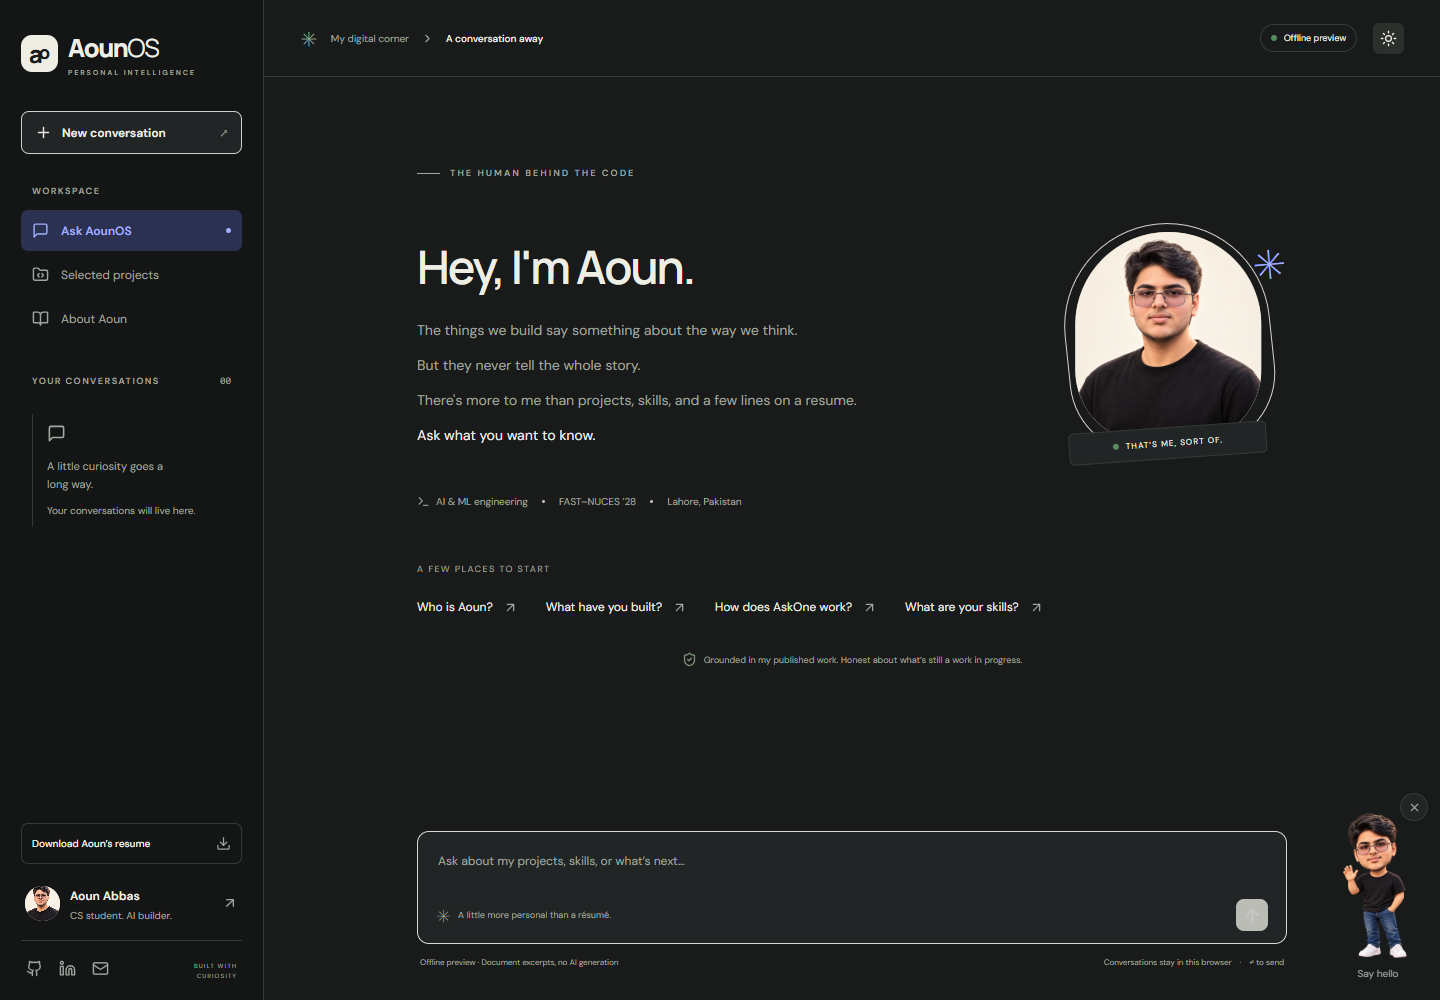 ao
AounOS
PERSONAL INTELLIGENCE
New conversation
WORKSPACE
Ask AounOS
Selected projects
About Aoun
YOUR CONVERSATIONS 00
A little curiosity goes a
long way.
Your conversations will live here.
Download Aoun's resume
Aoun Abbas
CS student. AI builder.
BUILT WITH
CURIOSITY
My digital corner > A conversation away
Offline preview
THE HUMAN BEHIND THE CODE
Hey, I'm Aoun.
The things we build say something about the way we think.
But they never tell the whole story.
There's more to me than projects, skills, and a few lines on a resume.
Ask what you want to know.
THAT'S ME, SORT OF.
AI & ML engineering • FAST–NUCES '28 • Lahore, Pakistan
A FEW PLACES TO START
Who is Aoun? What have you built? How does AskOne work? What are your skills?
Grounded in my published work. Honest about what's still a work in progress.
Ask about my projects, skills, or what's next…
A little more personal than a résumé.
Offline preview · Document excerpts, no AI generation
Conversations stay in this browser · ↵ to send
Say hello